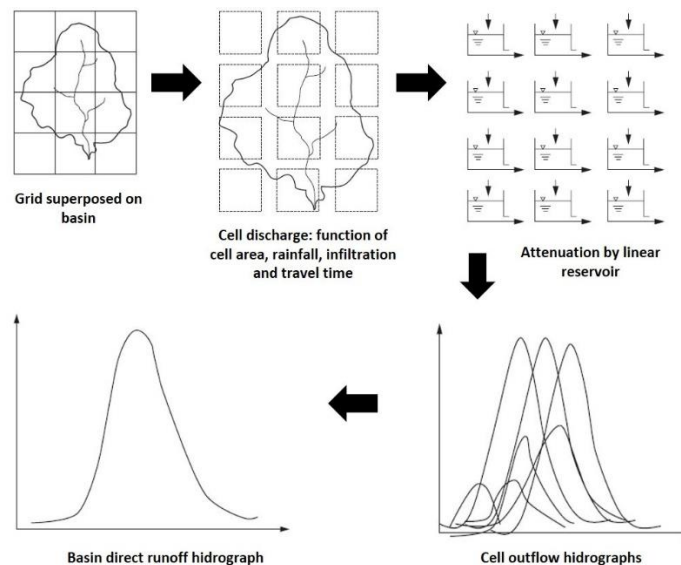 Grid superposed on
basin
Cell discharge: function of
cell area, rainfall, infiltration
and travel time
Attenuation by linear
reservoir
Basin direct runoff hidrograph
Cell outflow hidrographs